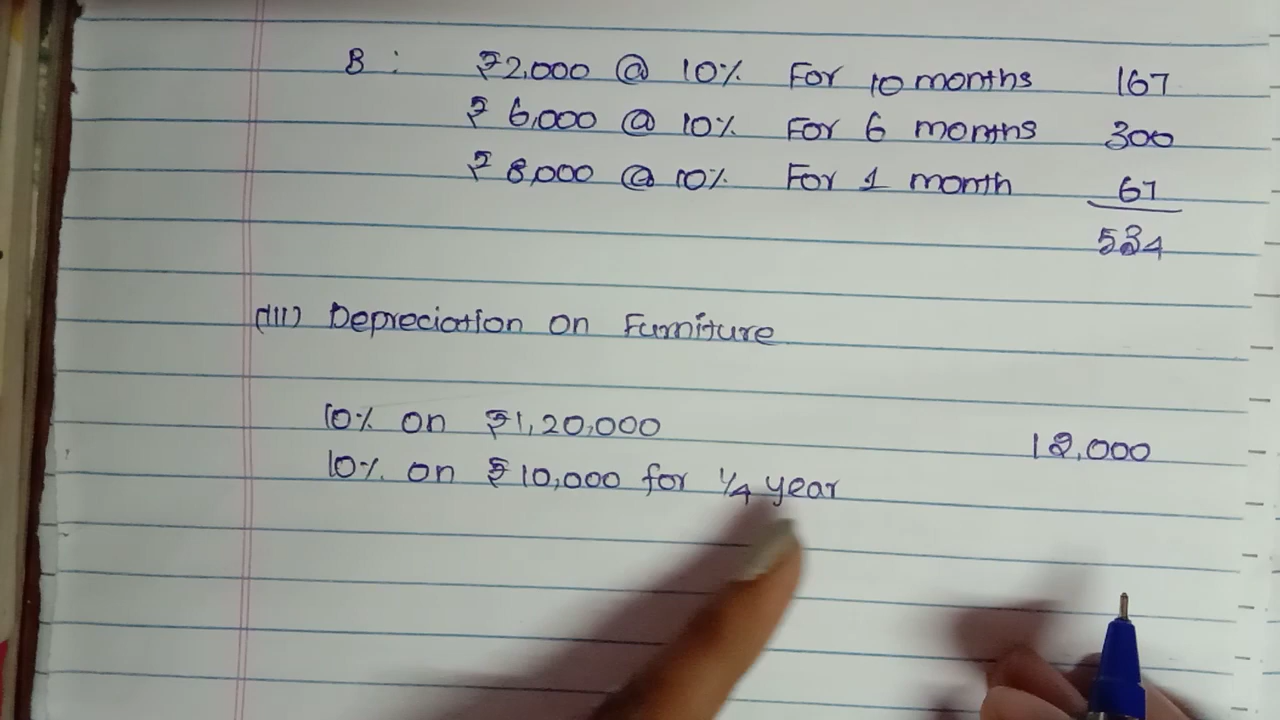 B : ₹2,000 @ 10% For 10 months 167
₹ 6,000 @ 10% For 6 months 300
₹ 8,000 @ 10% For 1 month 67
534
(III) Depreciation on Furniture
10% on ₹1,20,000 12,000
10% on ₹10,000 for 1/4 year